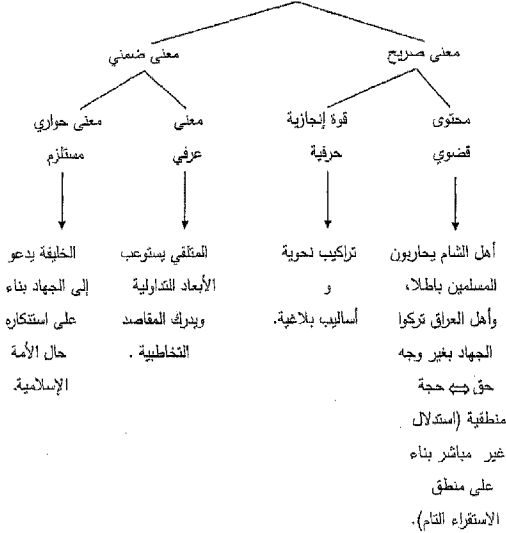 معنى صريح
معنى ضمني
محتوى
قضوي
قوة إنجازية
حرفية
معنى
عرفي
معنى حواري
مستلزم
أهل الشام يحاربون
المسلمين باطلا،
وأهل العراق تركوا
الجهاد بغير وجه
حق ⇔ حجة
منطقية (استدلال
غير مباشر بناء
على منطق
الاستقراء التام).
تراكيب نحوية
و
أساليب بلاغية.
المتلقي يستوعب
الأبعاد التداولية
ويدرك المقاصد
التخاطبية .
الخليفة يدعو
إلى الجهاد بناء
على استنكاره
حال الأمة
الإسلامية.